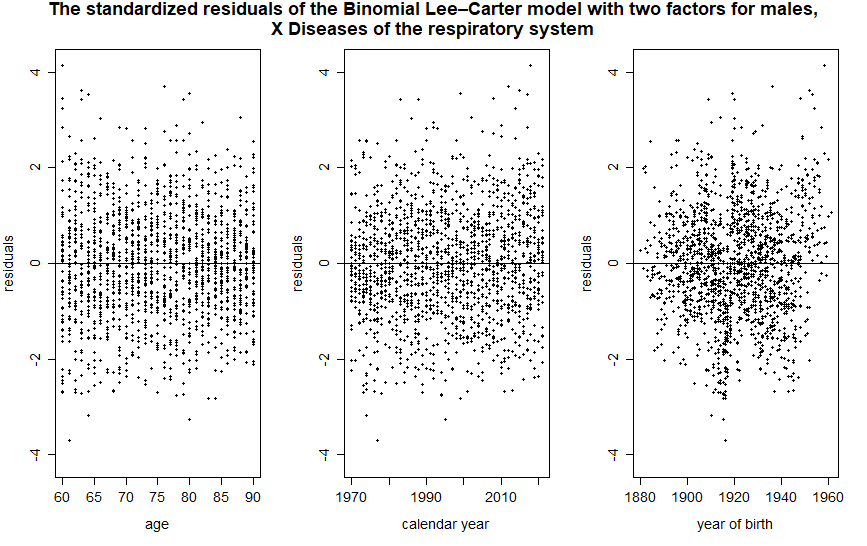 The standardized residuals of the Binomial Lee–Carter model with two factors for males,
X Diseases of the respiratory system
residuals
4
2
0
-2
-4
60 65 70 75 80 85 90
age
residuals
4
2
0
-2
-4
1970 1990 2010
calendar year
residuals
4
2
0
-2
-4
1880 1900 1920 1940 1960
year of birth